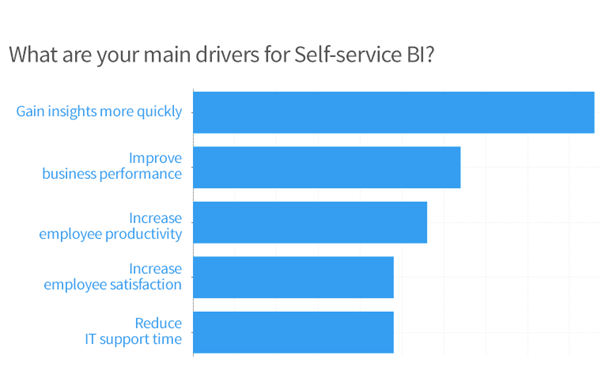 What are your main drivers for Self-service BI?
Gain insights more quickly
Improve
business performance
Increase
employee productivity
Increase
employee satisfaction
Reduce
IT support time